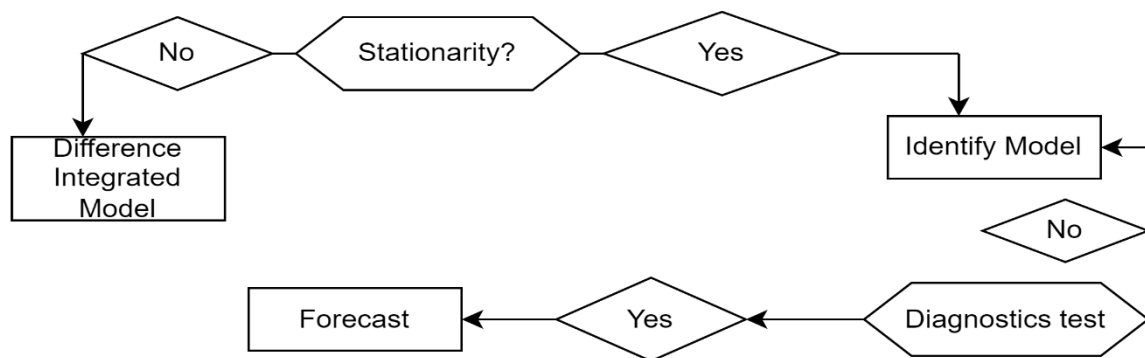 No
Stationarity?
Yes
Difference
Integrated
Model
Identify Model
No
Forecast
Yes
Diagnostics test